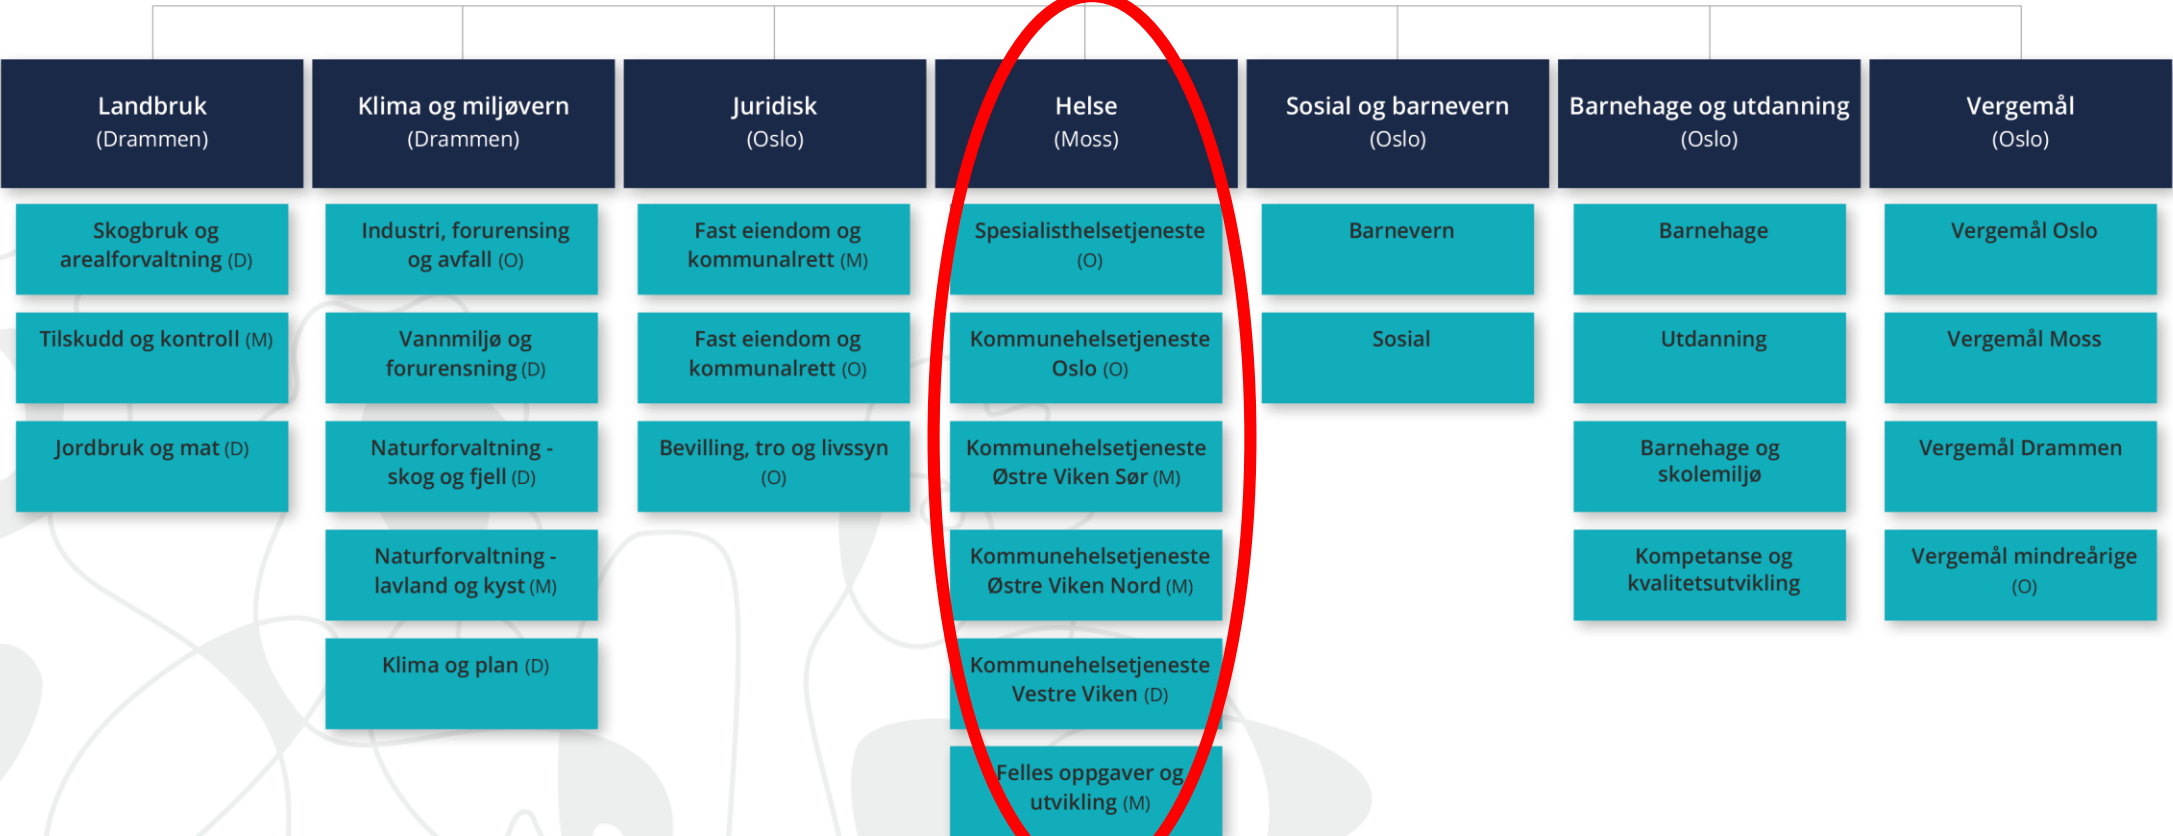 Landbruk
(Drammen)
Skogbruk og
arealforvaltning (D)
Tilskudd og kontroll (M)
Jordbruk og mat (D)
Klima og miljøvern
(Drammen)
Industri, forurensing
og avfall (O)
Vannmiljø og
forurensning (D)
Naturforvaltning -
skog og fjell (D)
Naturforvaltning -
lavland og kyst (M)
Klima og plan (D)
Juridisk
(Oslo)
Fast eiendom og
kommunalrett (M)
Fast eiendom og
kommunalrett (O)
Bevilling, tro og livssyn
(O)
Helse
(Moss)
Spesialisthelsetjeneste
(O)
Kommunehelsetjeneste
Oslo (O)
Kommunehelsetjeneste
Østre Viken Sør (M)
Kommunehelsetjeneste
Østre Viken Nord (M)
Kommunehelsetjeneste
Vestre Viken (D)
Felles oppgaver og
utvikling (M)
Sosial og barnevern
(Oslo)
Barnevern
Sosial
Barnehage og utdanning
(Oslo)
Barnehage
Utdanning
Barnehage og
skolemiljø
Kompetanse og
kvalitetsutvikling
Vergemål
(Oslo)
Vergemål Oslo
Vergemål Moss
Vergemål Drammen
Vergemål mindreårige
(O)